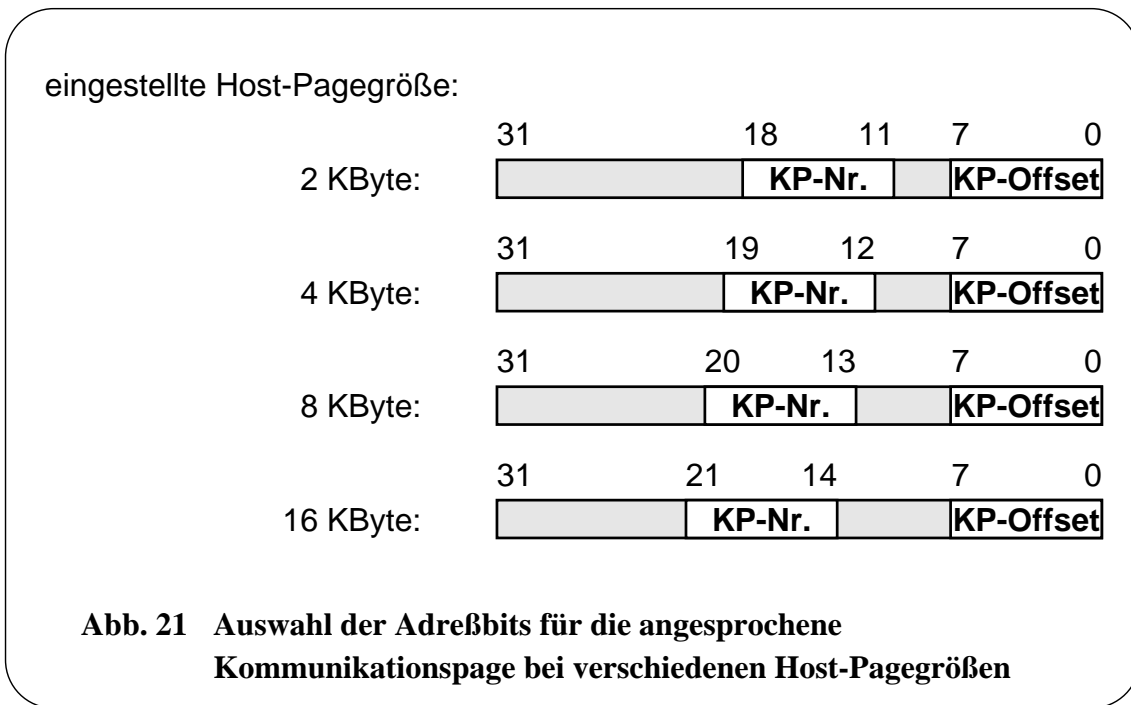 eingestellte Host-Pagegröße:
31 18 11 7 0
2 KByte: KP-Nr. KP-Offset
31 19 12 7 0
4 KByte: KP-Nr. KP-Offset
31 20 13 7 0
8 KByte: KP-Nr. KP-Offset
31 21 14 7 0
16 KByte: KP-Nr. KP-Offset
Abb. 21 Auswahl der Adreßbits für die angesprochene
Kommunikationspage bei verschiedenen Host-Pagegrößen